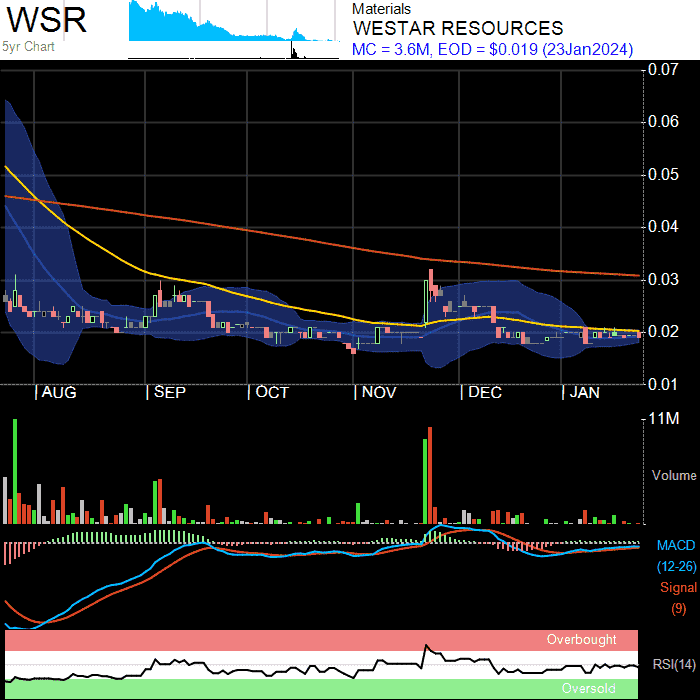 WSR
5yr Chart
Materials
WESTAR RESOURCES
MC = 3.6M, EOD = $0.019 (23Jan2024)
0.07
0.06
0.05
0.04
0.03
0.02
0.01
AUG SEP OCT NOV DEC JAN
11M
Volume
MACD
(12-26)
Signal
(9)
Overbought
RSI(14)
Oversold